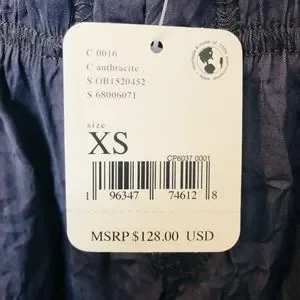 C 0016
C anthracite
S OB1520452
S 68006071
size
XS
CP6037 0001
1 96347 74612 8
MSRP $128.00 USD